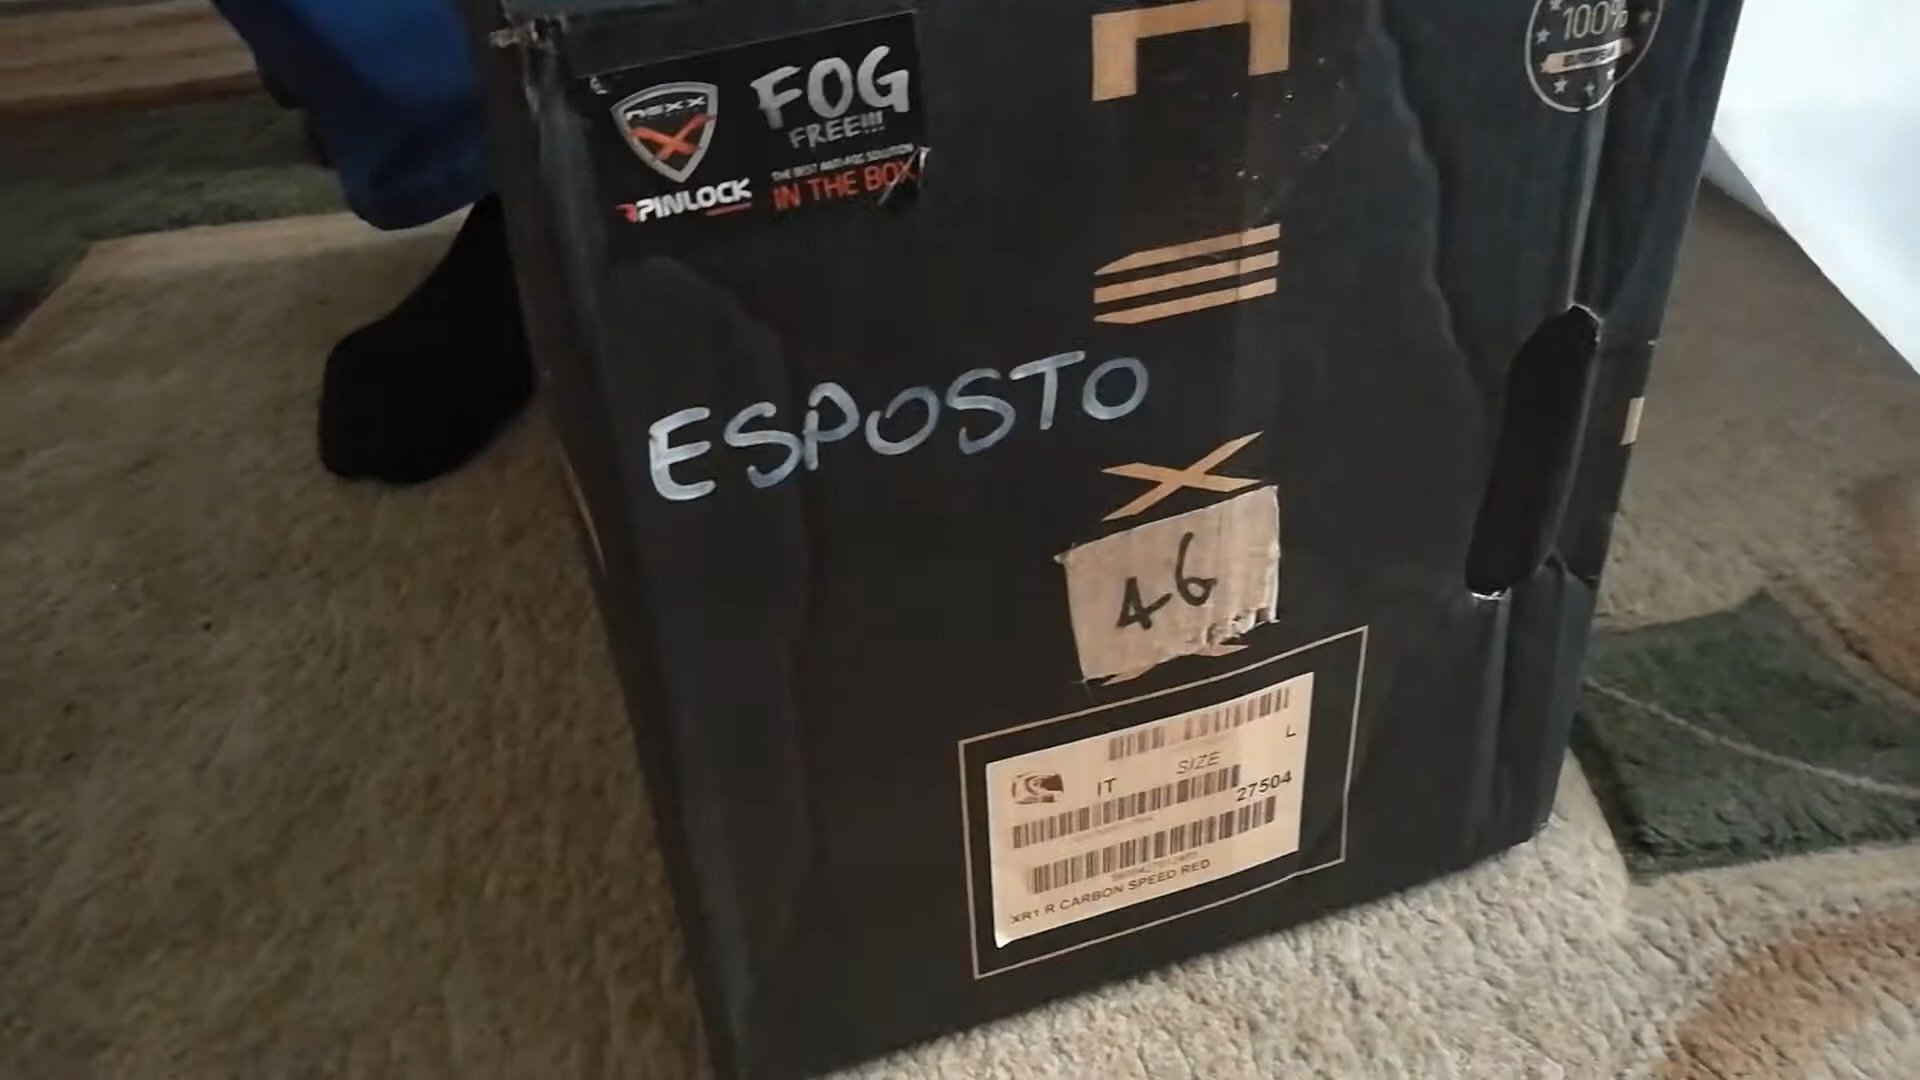 nexx
FOG
FREE!!!
THE BEST ANTI-FOG SOLUTION
IN THE BOX
PINLOCK
100%
ESPOSTO
X
46
L
IT SIZE
27504
XR1 R CARBON SPEED RED